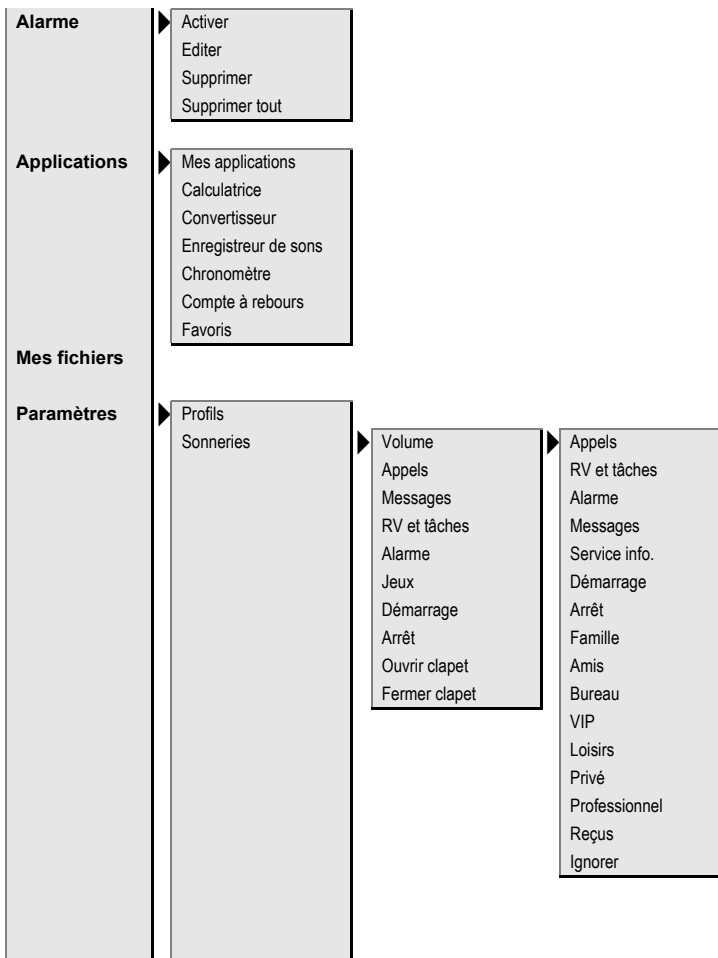 Alarme
Activer
Editer
Supprimer
Supprimer tout
Applications
Mes applications
Calculatrice
Convertisseur
Enregistreur de sons
Chronomètre
Compte à rebours
Favoris
Mes fichiers
Paramètres
Profils
Sonneries
Volume
Appels
Messages
RV et tâches
Alarme
Jeux
Démarrage
Arrêt
Ouvrir clapet
Fermer clapet
Appels
RV et tâches
Alarme
Messages
Service info.
Démarrage
Arrêt
Famille
Amis
Bureau
VIP
Loisirs
Privé
Professionnel
Reçus
Ignorer